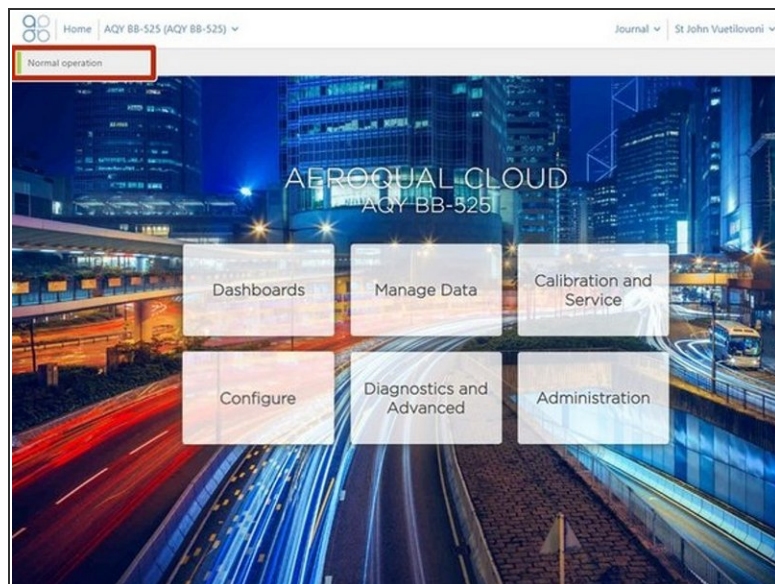 Home
AQY BB-525 (AQY BB-525)
Journal
St John Vuetilovoni
Normal operation
AEROQUAL CLOUD
AQY BB-525
Dashboards
Manage Data
Calibration and
Service
Configure
Diagnostics and
Advanced
Administration